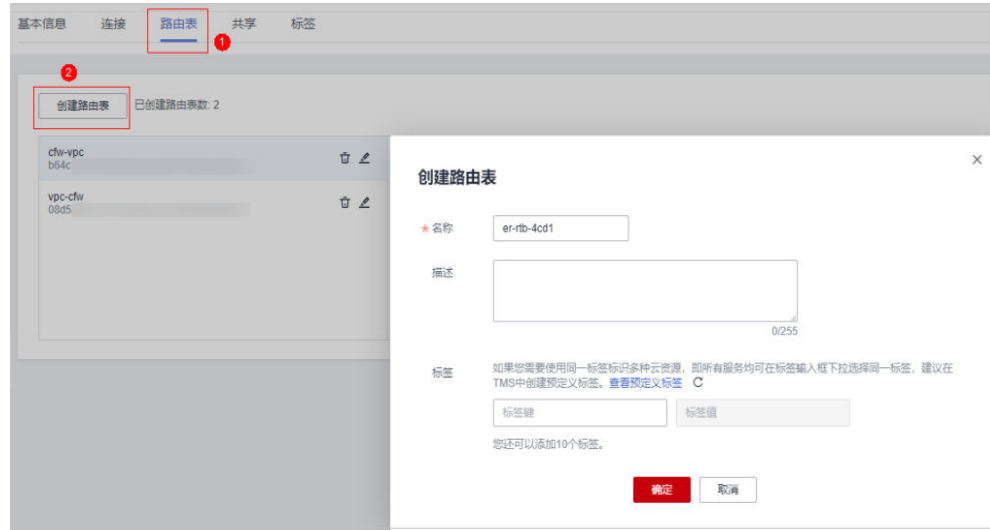 基本信息 连接 路由表 共享 标签
1
2
创建路由表 已创建路由表数: 2
cfw-vpc
b64c
vpc-cfw
08d5
创建路由表
★ 名称 er-rtb-4cd1
描述
0/255
标签 如果您需要使用同一标签标识多种云资源，即所有服务均可在标签输入框下拉选择同一标签，建议在
TMS中创建预定义标签。查看预定义标签
标签键 标签值
您还可以添加10个标签。
确定 取消